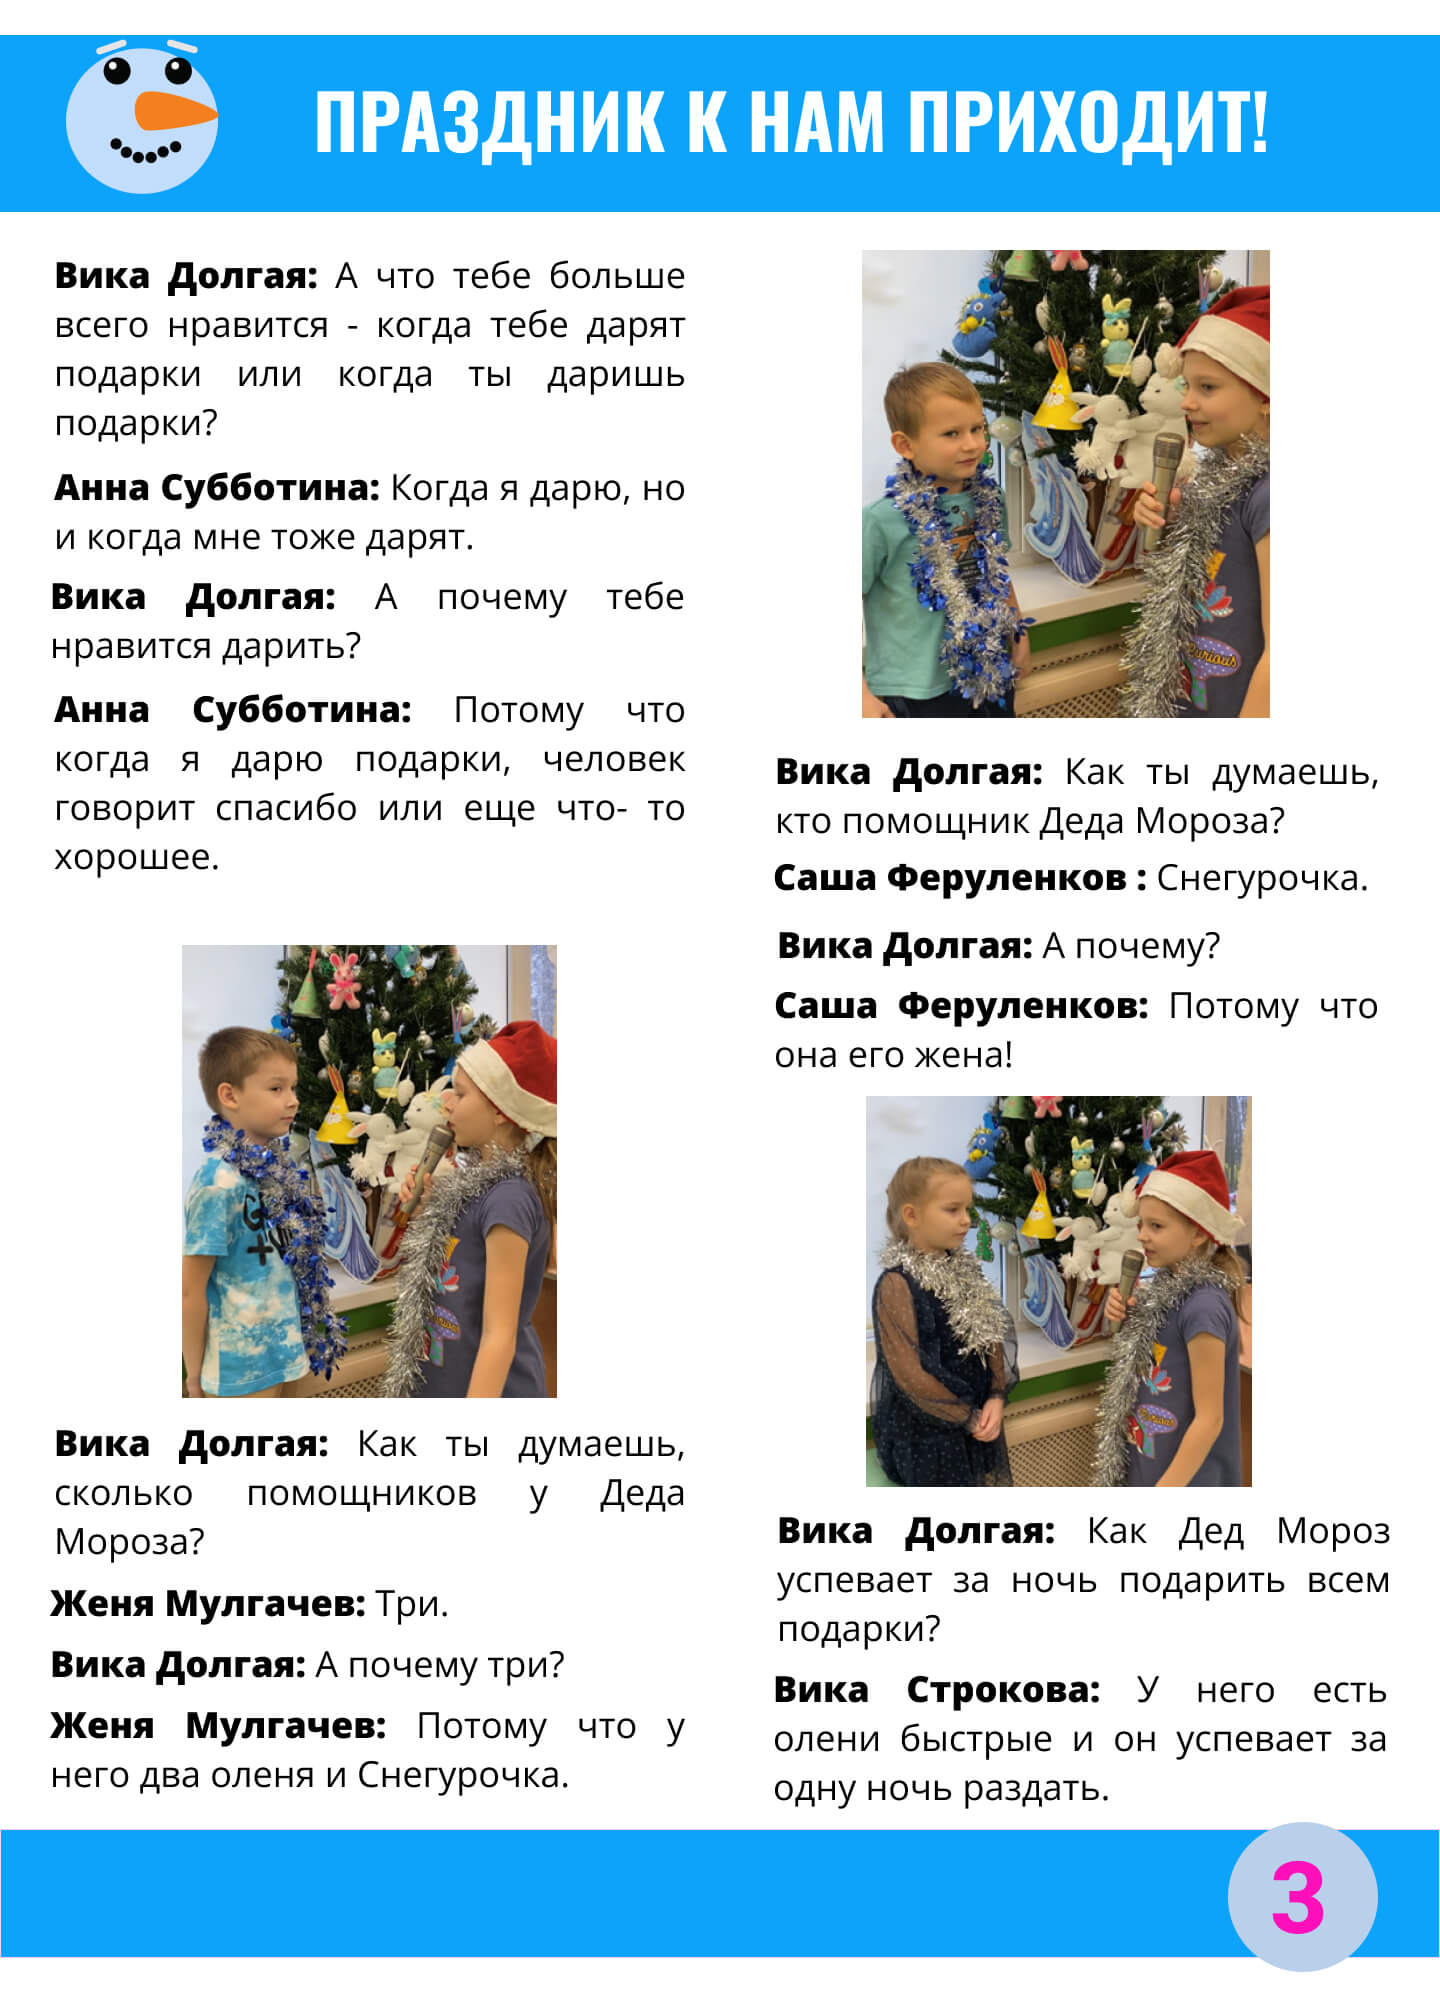 ПРАЗДНИК К НАМ ПРИХОДИТ!
Вика Долгая: А что тебе больше
всего нравится - когда тебе дарят
подарки или когда ты даришь
подарки?
Анна Субботина: Когда я дарю, но
и когда мне тоже дарят.
Вика Долгая: А почему тебе
нравится дарить?
Анна Субботина: Потому что
когда я дарю подарки, человек
говорит спасибо или еще что- то
хорошее.
Вика Долгая: Как ты думаешь,
сколько помощников у Деда
Мороза?
Женя Мулгачев: Три.
Вика Долгая: А почему три?
Женя Мулгачев: Потому что у
него два оленя и Снегурочка.
Curious
Вика Долгая: Как ты думаешь,
кто помощник Деда Мороза?
Саша Феруленков : Снегурочка.
Вика Долгая: А почему?
Саша Феруленков: Потому что
она его жена!
Вика Долгая: Как Дед Мороз
успевает за ночь подарить всем
подарки?
Вика Строкова: У него есть
олени быстрые и он успевает за
одну ночь раздать.
3